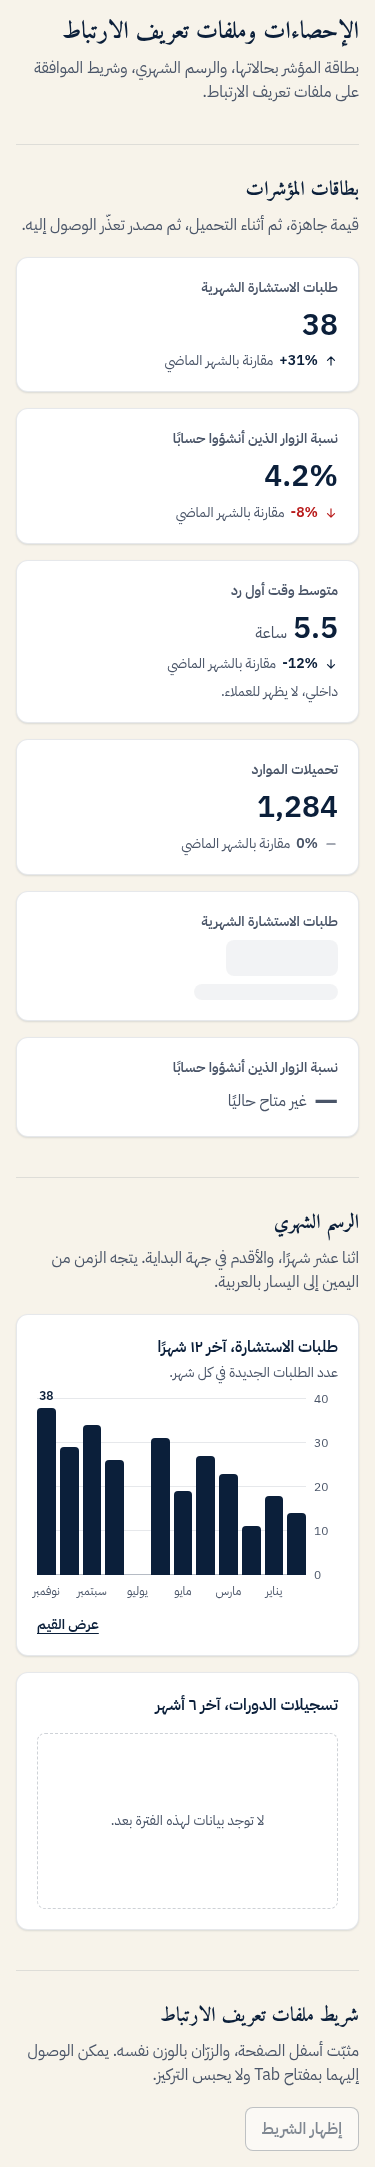 الإحصاءات وملفات تعريف الارتباط
بطاقة المؤشر بحالاتها، والرسم الشهري، وشريط الموافقة
على ملفات تعريف الارتباط.
بطاقات المؤشرات
قيمة جاهزة، ثم أثناء التحميل، ثم مصدر تعذّر الوصول إليه.
طلبات الاستشارة الشهرية
38
↑ +31% مقارنة بالشهر الماضي
نسبة الزوار الذين أنشؤوا حسابًا
4.2%
↓ -8% مقارنة بالشهر الماضي
متوسط وقت أول رد
5.5 ساعة
↓ -12% مقارنة بالشهر الماضي
داخلي، لا يظهر للعملاء.
تحميلات الموارد
1,284
— 0% مقارنة بالشهر الماضي
طلبات الاستشارة الشهرية
نسبة الزوار الذين أنشؤوا حسابًا
— غير متاح حاليًا
الرسم الشهري
اثنا عشر شهرًا، والأقدم في جهة البداية. يتجه الزمن من
اليمين إلى اليسار بالعربية.
طلبات الاستشارة، آخر ١٢ شهرًا
عدد الطلبات الجديدة في كل شهر.
38
40
30
20
10
0
يناير مارس مايو يوليو سبتمبر نوفمبر
عرض القيم
تسجيلات الدورات، آخر ٦ أشهر
لا توجد بيانات لهذه الفترة بعد.
شريط ملفات تعريف الارتباط
مثبّت أسفل الصفحة، والزرّان بالوزن نفسه. يمكن الوصول
إليهما بمفتاح Tab ولا يحبس التركيز.
إظهار الشريط